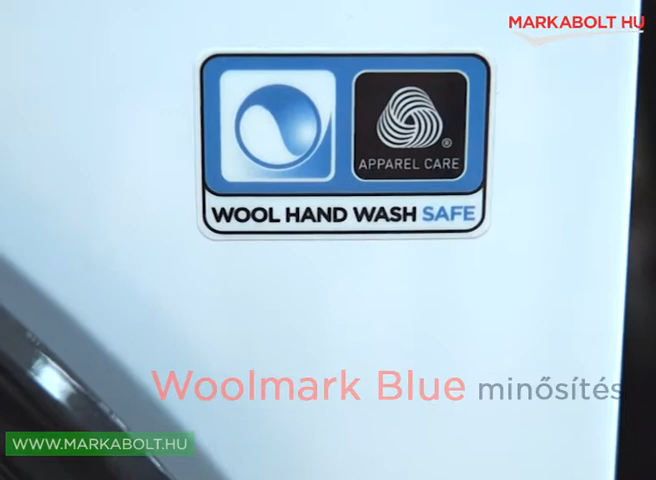 MARKABOLT HU
®
APPAREL CARE
WOOL HAND WASH SAFE
Woolmark Blue minősítés
WWW.MARKABOLT.HU